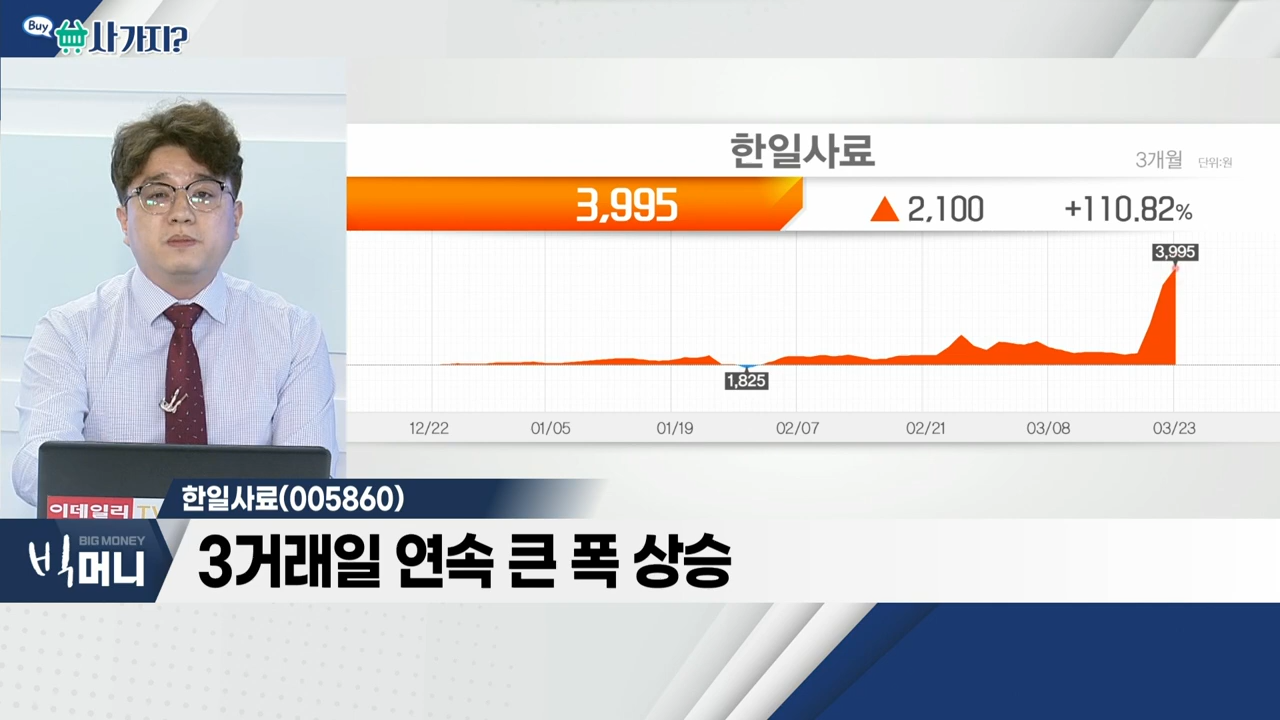 Buy
사가지?
한일사료
3개월 단위:원
3,995 ▲ 2,100 +110.82%
3,995
1,825
12/22 01/05 01/19 02/07 02/21 03/08 03/23
이데일리 TV
한일사료(005860)
BIG MONEY
빅머니
3거래일 연속 큰 폭 상승